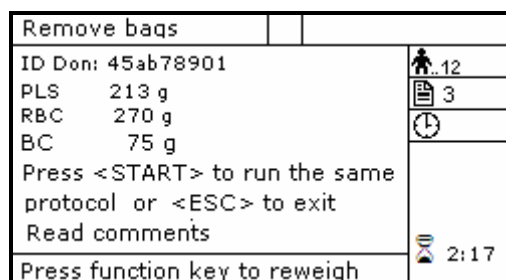 Remove bags
ID Don: 45ab78901
..12
PLS 213 g
3
RBC 270 g
BC 75 g
Press <START> to run the same
protocol or <ESC> to exit
Read comments
2:17
Press function key to reweigh